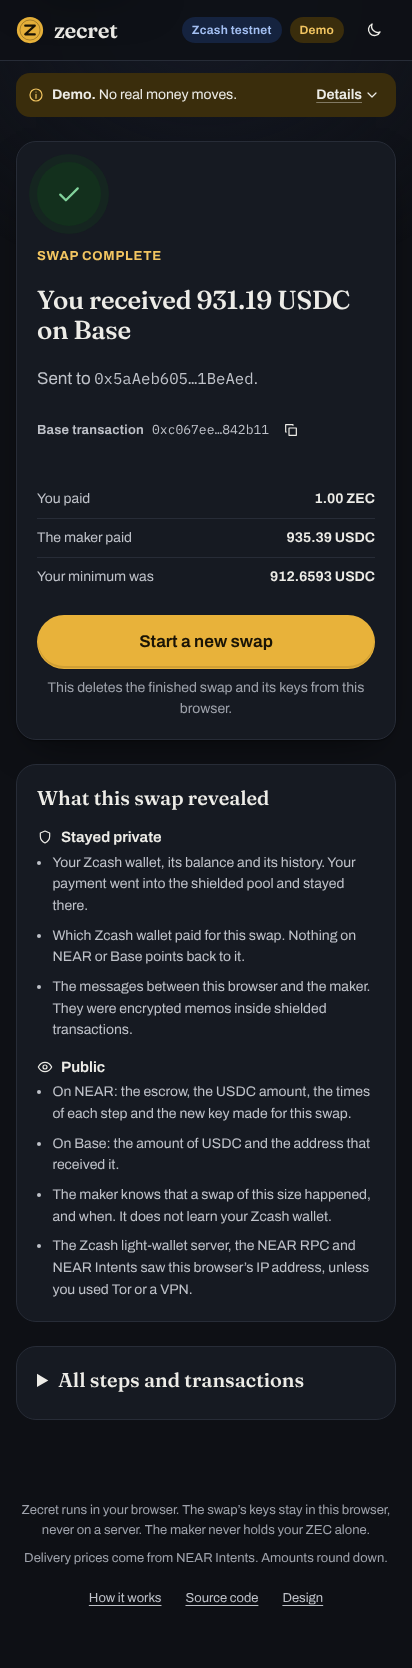 zecret
Zcash testnet
Demo
Demo. No real money moves.
Details
SWAP COMPLETE
You received 931.19 USDC
on Base
Sent to 0x5aAeb605…1BeAed.
Base transaction 0xc067ee…842b11
You paid 1.00 ZEC
The maker paid 935.39 USDC
Your minimum was 912.6593 USDC
Start a new swap
This deletes the finished swap and its keys from this
browser.
What this swap revealed
Stayed private
• Your Zcash wallet, its balance and its history. Your
payment went into the shielded pool and stayed
there.
• Which Zcash wallet paid for this swap. Nothing on
NEAR or Base points back to it.
• The messages between this browser and the maker.
They were encrypted memos inside shielded
transactions.
Public
• On NEAR: the escrow, the USDC amount, the times
of each step and the new key made for this swap.
• On Base: the amount of USDC and the address that
received it.
• The maker knows that a swap of this size happened,
and when. It does not learn your Zcash wallet.
• The Zcash light-wallet server, the NEAR RPC and
NEAR Intents saw this browser’s IP address, unless
you used Tor or a VPN.
All steps and transactions
Zecret runs in your browser. The swap’s keys stay in this browser,
never on a server. The maker never holds your ZEC alone.
Delivery prices come from NEAR Intents. Amounts round down.
How it works
Source code
Design